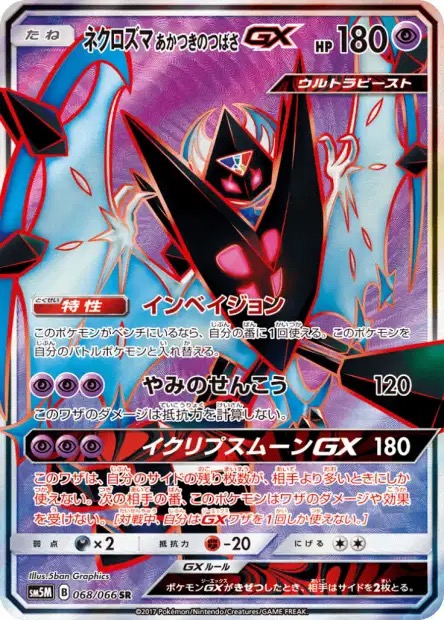 たね ネクロズマ あかつきのつばさ GX HP 180
ウルトラビースト
とくせい
特性 インベイジョン
このポケモンがベンチにいるなら、自分の番に1回使える。このポケモンを
自分のバトルポケモンと入れ替える。
やみのせんこう 120
このワザのダメージは抵抗力を計算しない。
イクリプスムーンGX 180
このワザは、自分のサイドの残り枚数が、相手より多いときにしか
使えない。次の相手の番、このポケモンはワザのダメージや効果
を受けない。[対戦中、自分はGXワザを1回しか使えない。]
弱点 ×2 抵抗力 -20 にげる
Illus.5ban Graphics
GXルール
ポケモンGXがきぜつしたとき、相手はサイドを2枚とる。
SM5M B 068/066 SR
©2017 Pokémon/Nintendo/Creatures/GAME FREAK.